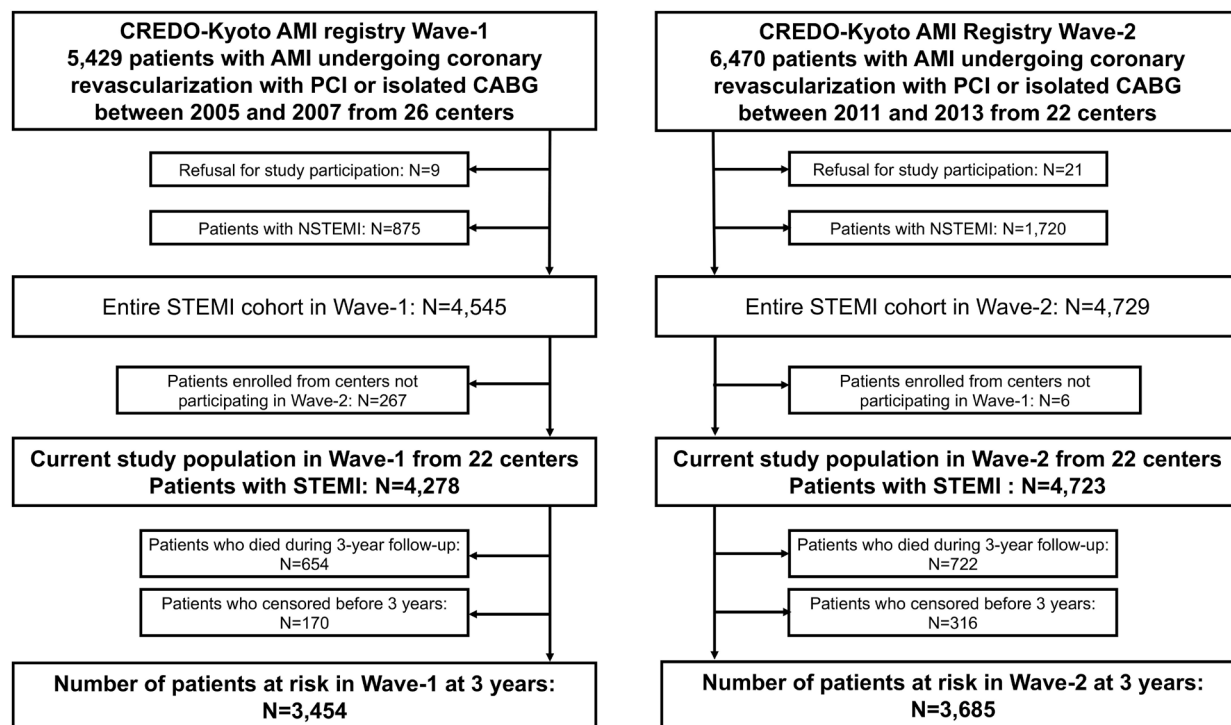 CREDO-Kyoto AMI registry Wave-1
5,429 patients with AMI undergoing coronary
revascularization with PCI or isolated CABG
between 2005 and 2007 from 26 centers
Refusal for study participation: N=9
Patients with NSTEMI: N=875
Entire STEMI cohort in Wave-1: N=4,545
Patients enrolled from centers not
participating in Wave-2: N=267
Current study population in Wave-1 from 22 centers
Patients with STEMI: N=4,278
Patients who died during 3-year follow-up:
N=654
Patients who censored before 3 years:
N=170
Number of patients at risk in Wave-1 at 3 years:
N=3,454
CREDO-Kyoto AMI Registry Wave-2
6,470 patients with AMI undergoing coronary
revascularization with PCI or isolated CABG
between 2011 and 2013 from 22 centers
Refusal for study participation: N=21
Patients with NSTEMI: N=1,720
Entire STEMI cohort in Wave-2: N=4,729
Patients enrolled from centers not
participating in Wave-1: N=6
Current study population in Wave-2 from 22 centers
Patients with STEMI : N=4,723
Patients who died during 3-year follow-up:
N=722
Patients who censored before 3 years:
N=316
Number of patients at risk in Wave-2 at 3 years:
N=3,685